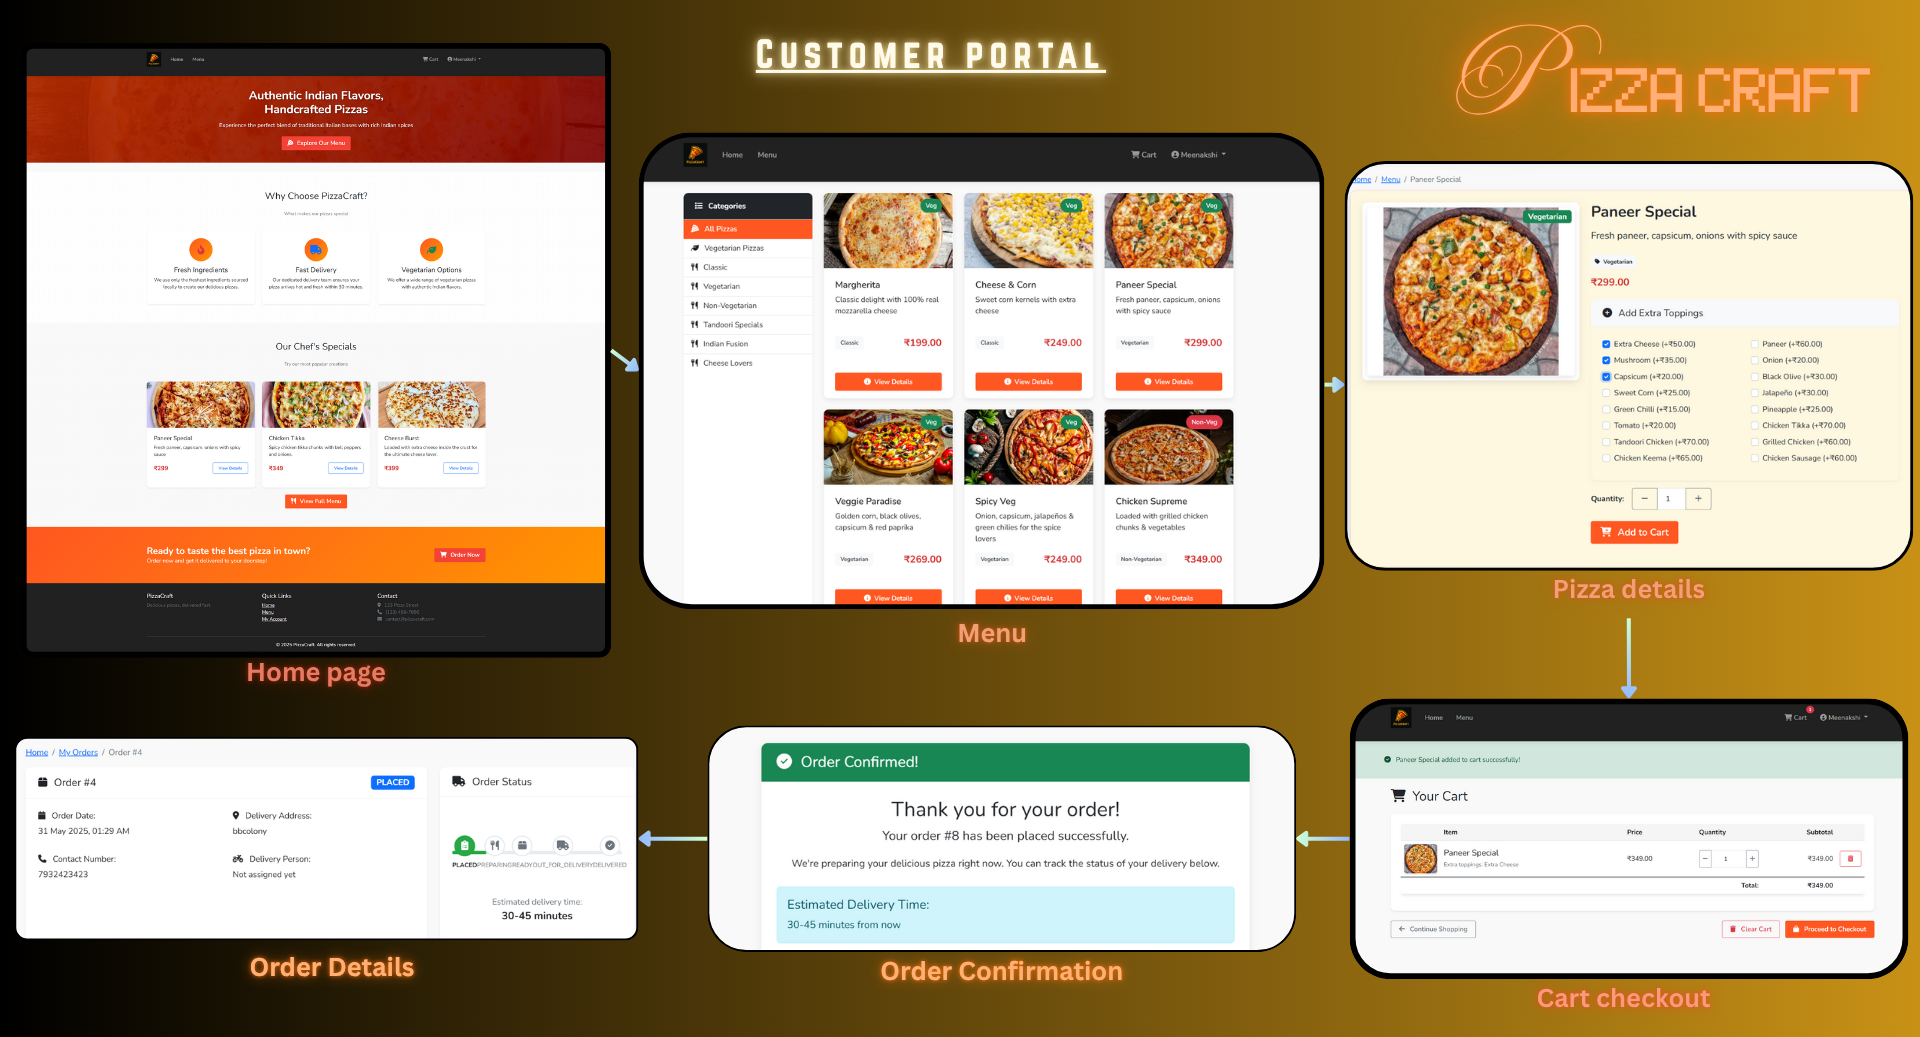 CUSTOMER PORTAL
PIZZA CRAFT
Home Menu Cart Meenakshi
Authentic Indian Flavors,
Handcrafted Pizzas
Experience the perfect blend of traditional Italian bases with rich Indian spices
Explore Our Menu
Why Choose PizzaCraft?
What makes our pizzas special
Fresh Ingredients
We use only the freshest ingredients sourced
locally to create our delicious pizzas.
Fast Delivery
Our dedicated delivery team ensures your
pizza arrives hot and fresh within 30 minutes.
Vegetarian Options
We offer a wide range of vegetarian pizzas
with authentic Indian flavors.
Our Chef's Specials
Try our most popular creations
Paneer Special
Fresh paneer, capsicum, onions with spicy
sauce
₹299 View Details
Chicken Tikka
Spicy chicken tikka chunks with bell peppers
and onions.
₹349 View Details
Cheese Burst
Loaded with extra cheese inside the crust for
the ultimate cheese lover.
₹399 View Details
View Full Menu
Ready to taste the best pizza in town?
Order now and get it delivered to your doorstep!
Order Now
PizzaCraft
Delicious pizzas, delivered fast
Quick Links
Home
Menu
My Account
Contact
123 Pizza Street
(123) 456-7890
contact@pizzacraft.com
© 2025 PizzaCraft. All rights reserved.
Home page
Home Menu Cart Meenakshi
Categories
All Pizzas
Vegetarian Pizzas
Classic
Vegetarian
Non-Vegetarian
Tandoori Specials
Indian Fusion
Cheese Lovers
Veg
Margherita
Classic delight with 100% real
mozzarella cheese
Classic ₹199.00
View Details
Veg
Cheese & Corn
Sweet corn kernels with extra
cheese
Classic ₹249.00
View Details
Veg
Paneer Special
Fresh paneer, capsicum, onions
with spicy sauce
Vegetarian ₹299.00
View Details
Veg
Veggie Paradise
Golden corn, black olives,
capsicum & red paprika
Vegetarian ₹269.00
View Details
Veg
Spicy Veg
Onion, capsicum, jalapeños &
green chilies for the spice
lovers
Vegetarian ₹249.00
View Details
Non-Veg
Chicken Supreme
Loaded with grilled chicken
chunks & vegetables
Non-Vegetarian ₹349.00
View Details
Menu
ome / Menu / Paneer Special
Vegetarian
Paneer Special
Fresh paneer, capsicum, onions with spicy sauce
Vegetarian
₹299.00
Add Extra Toppings
Extra Cheese (+₹50.00) Paneer (+₹60.00)
Mushroom (+₹35.00) Onion (+₹20.00)
Capsicum (+₹20.00) Black Olive (+₹30.00)
Sweet Corn (+₹25.00) Jalapeño (+₹30.00)
Green Chilli (+₹15.00) Pineapple (+₹25.00)
Tomato (+₹20.00) Chicken Tikka (+₹70.00)
Tandoori Chicken (+₹70.00) Grilled Chicken (+₹60.00)
Chicken Keema (+₹65.00) Chicken Sausage (+₹60.00)
Quantity: − 1 +
Add to Cart
Pizza details
Home Menu Cart 1 Meenakshi
Paneer Special added to cart successfully!
Your Cart
Item Price Quantity Subtotal
Paneer Special
Extra toppings: Extra Cheese
₹349.00 − 1 + ₹349.00
Total: ₹349.00
Continue Shopping Clear Cart Proceed to Checkout
Cart checkout
Order Confirmed!
Thank you for your order!
Your order #8 has been placed successfully.
We're preparing your delicious pizza right now. You can track the status of your delivery below.
Estimated Delivery Time:
30-45 minutes from now
Order Confirmation
Home / My Orders / Order #4
Order #4 PLACED
Order Date:
31 May 2025, 01:29 AM
Delivery Address:
bbcolony
Contact Number:
7932423423
Delivery Person:
Not assigned yet
Order Status
PLACED PREPARING READY OUT_FOR_DELIVERY DELIVERED
Estimated delivery time:
30-45 minutes
Order Details